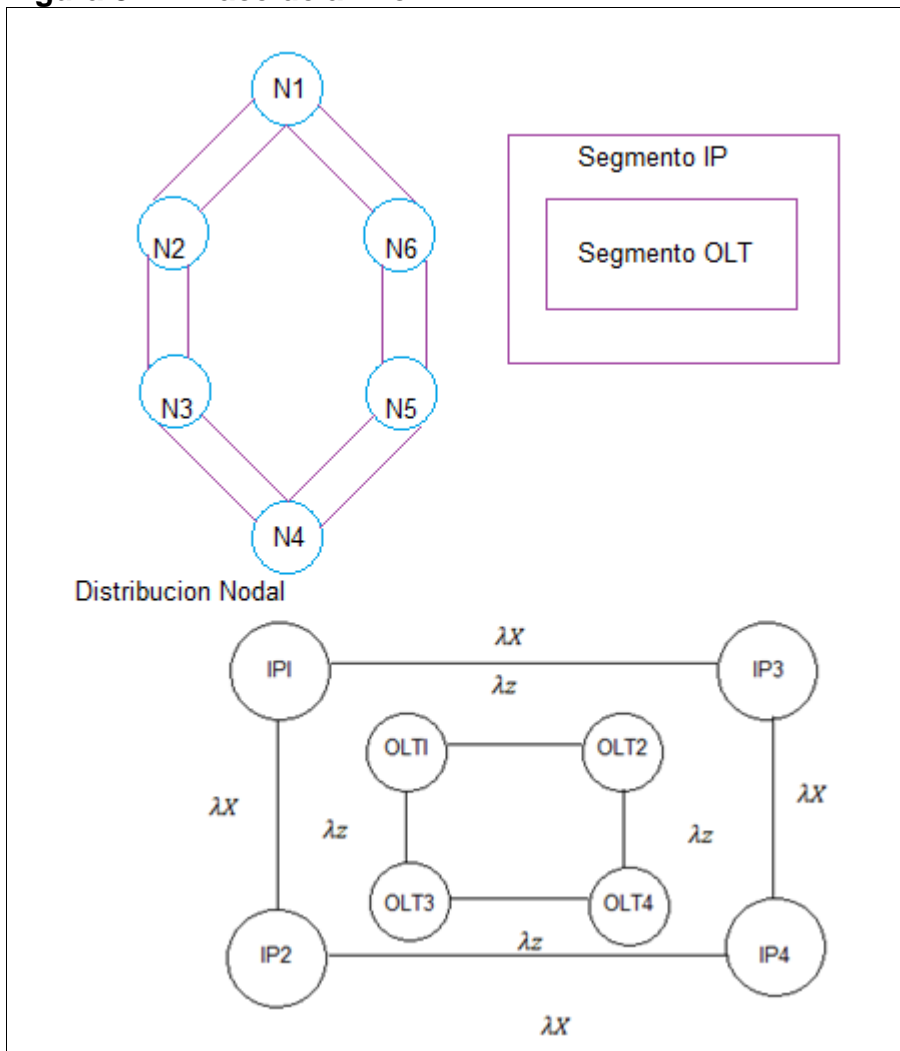 N1
Segmento IP
N2
N6
Segmento OLT
N3
N5
N4
Distribucion Nodal
λX
IPI
IP3
λz
OLTI
OLT2
λX
λX
λz
λz
OLT3
OLT4
λz
IP2
IP4
λX